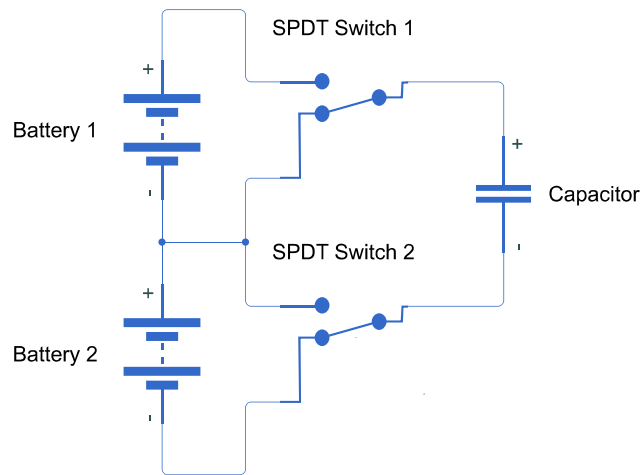 SPDT Switch 1
+
Battery 1
+
-
Capacitor
-
SPDT Switch 2
+
Battery 2
-